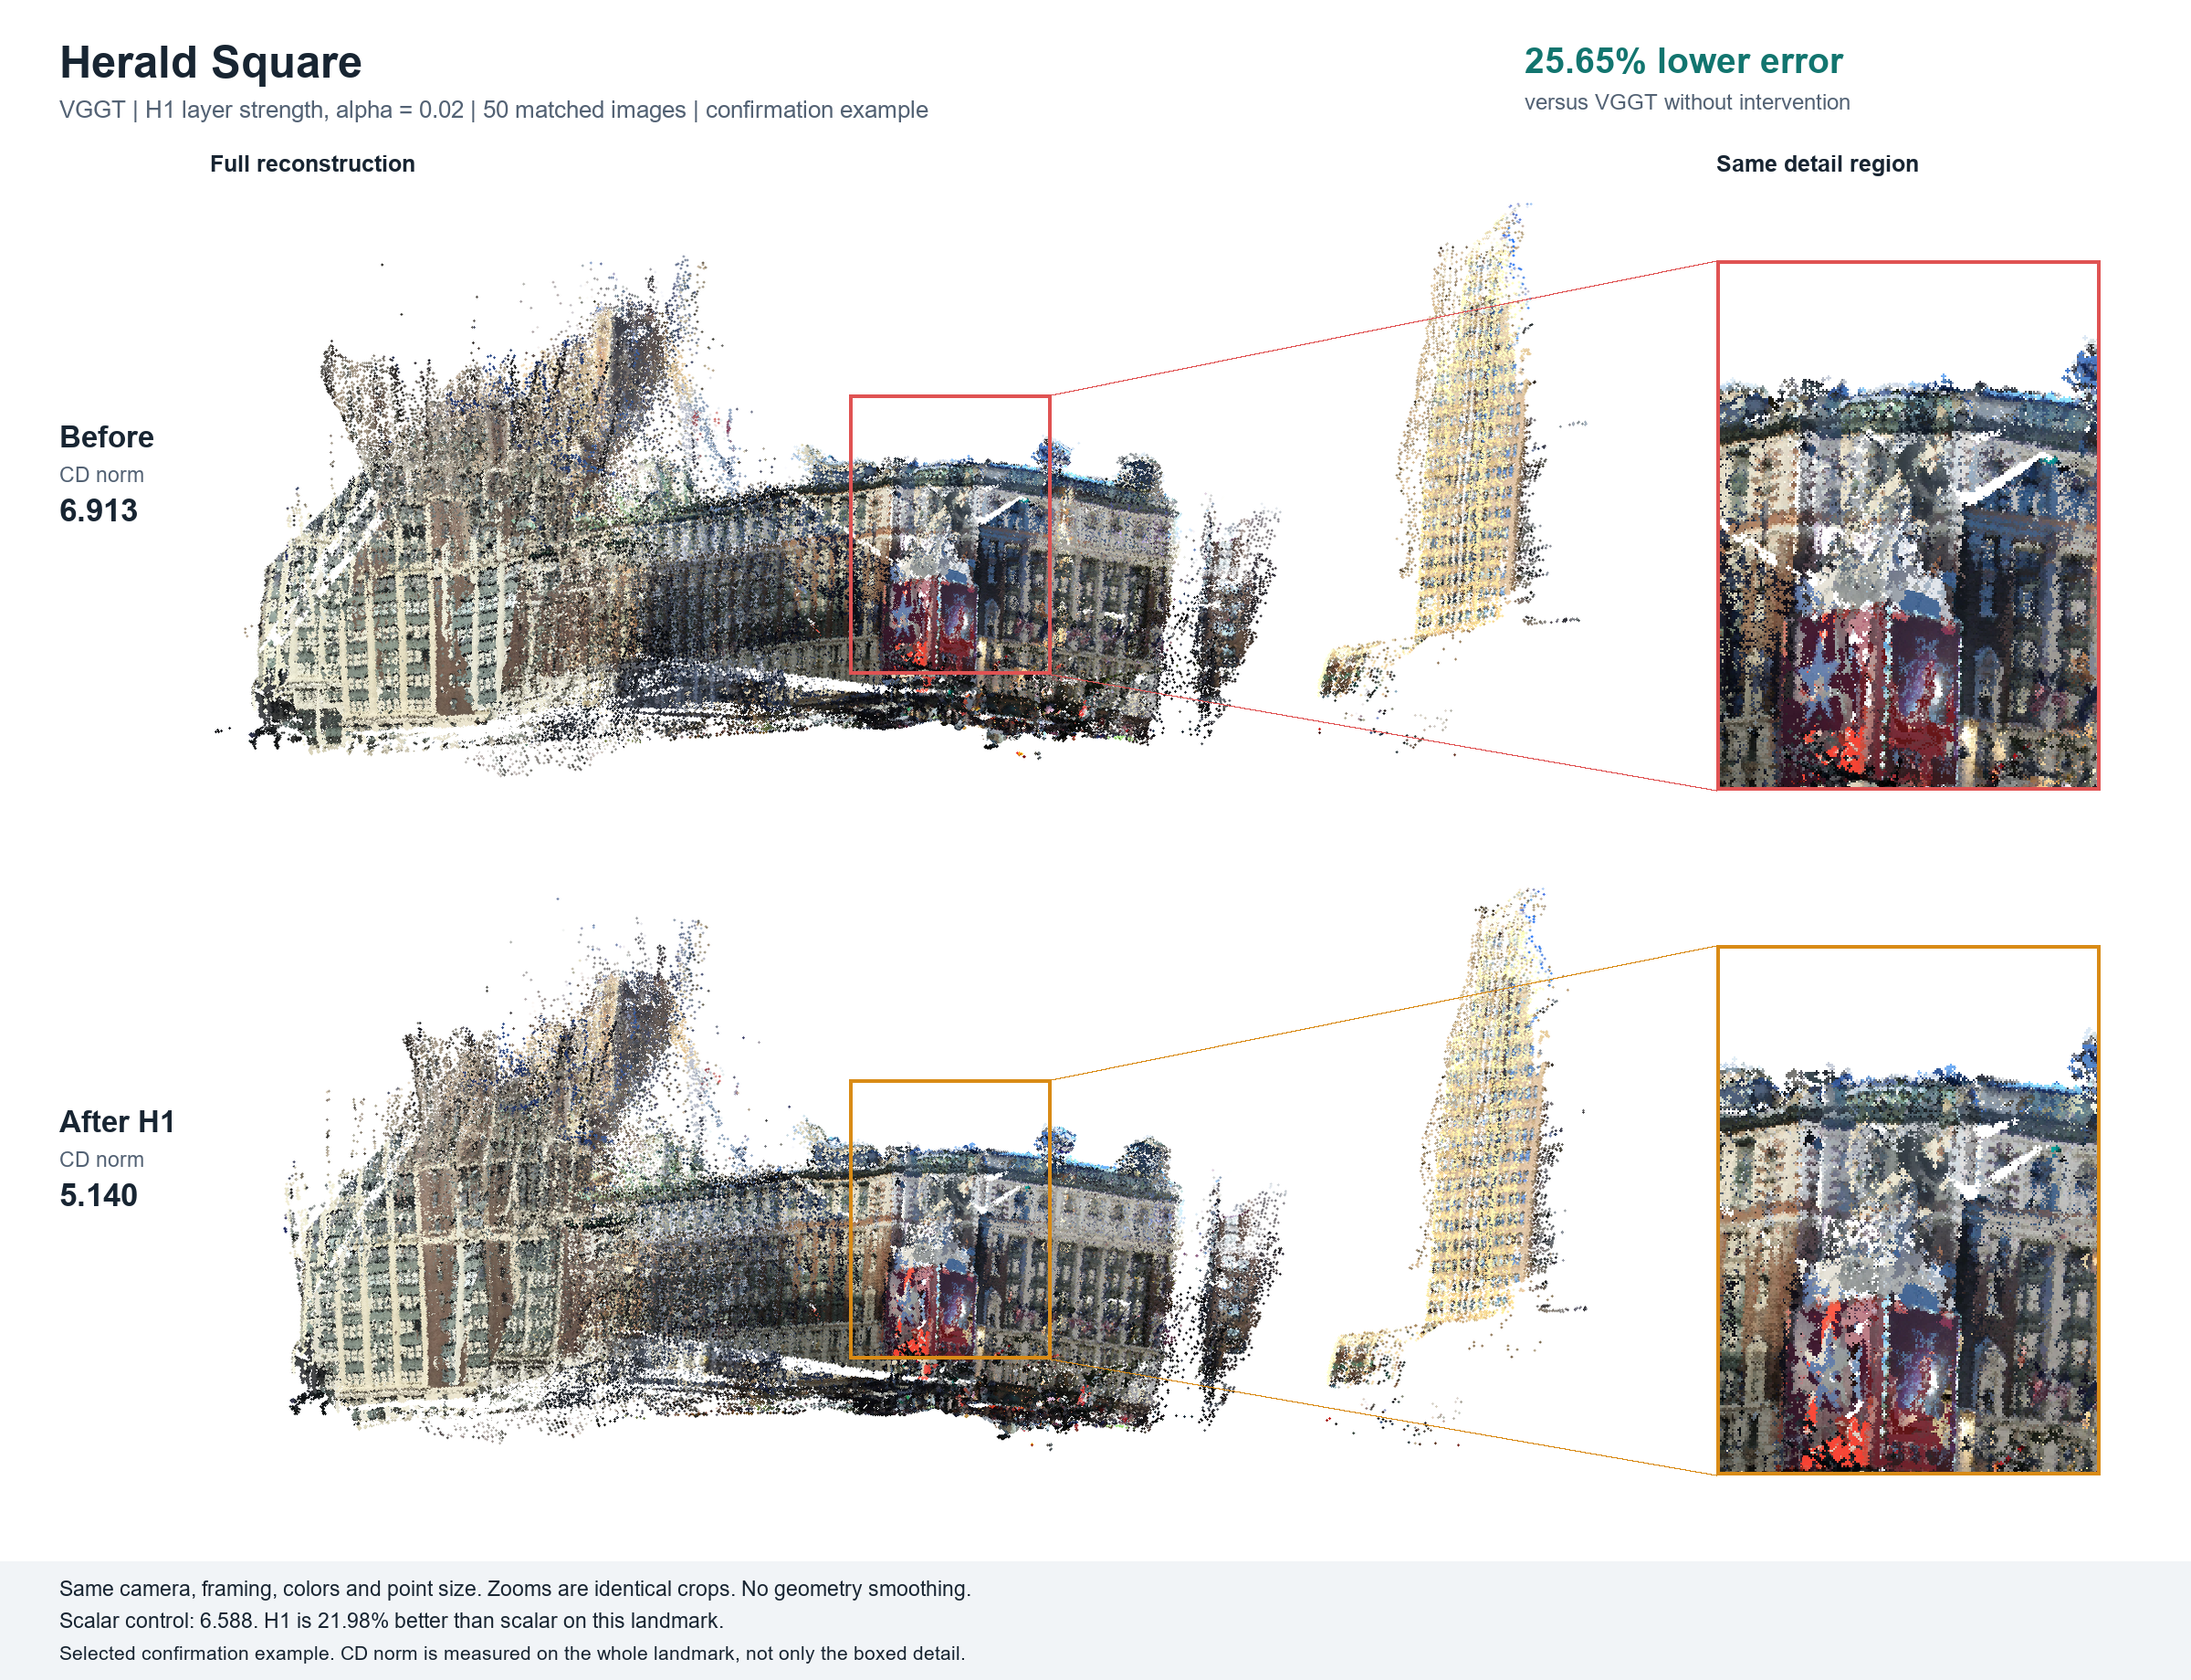 Herald Square
25.65% lower error
VGGT | H1 layer strength, alpha = 0.02 | 50 matched images | confirmation example
versus VGGT without intervention
Full reconstruction
Same detail region
Before
CD norm
6.913
After H1
CD norm
5.140
Same camera, framing, colors and point size. Zooms are identical crops. No geometry smoothing.
Scalar control: 6.588. H1 is 21.98% better than scalar on this landmark.
Selected confirmation example. CD norm is measured on the whole landmark, not only the boxed detail.